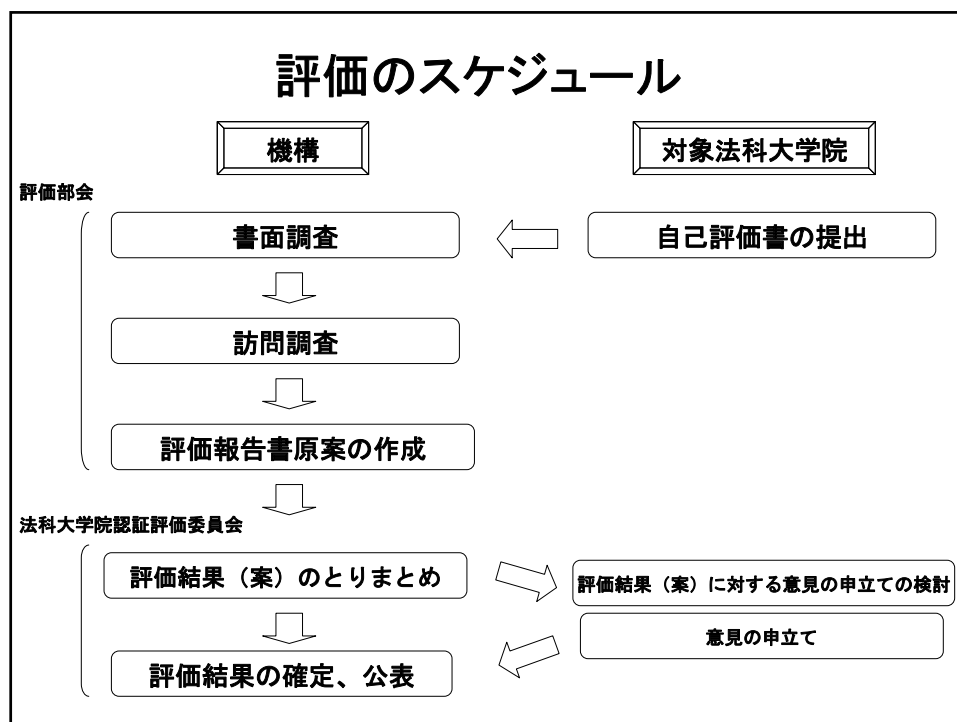 評価のスケジュール
機構
対象法科大学院
評価部会
書面調査
自己評価書の提出
訪問調査
評価報告書原案の作成
法科大学院認証評価委員会
評価結果（案）のとりまとめ
評価結果（案）に対する意見の申立ての検討
意見の申立て
評価結果の確定、公表